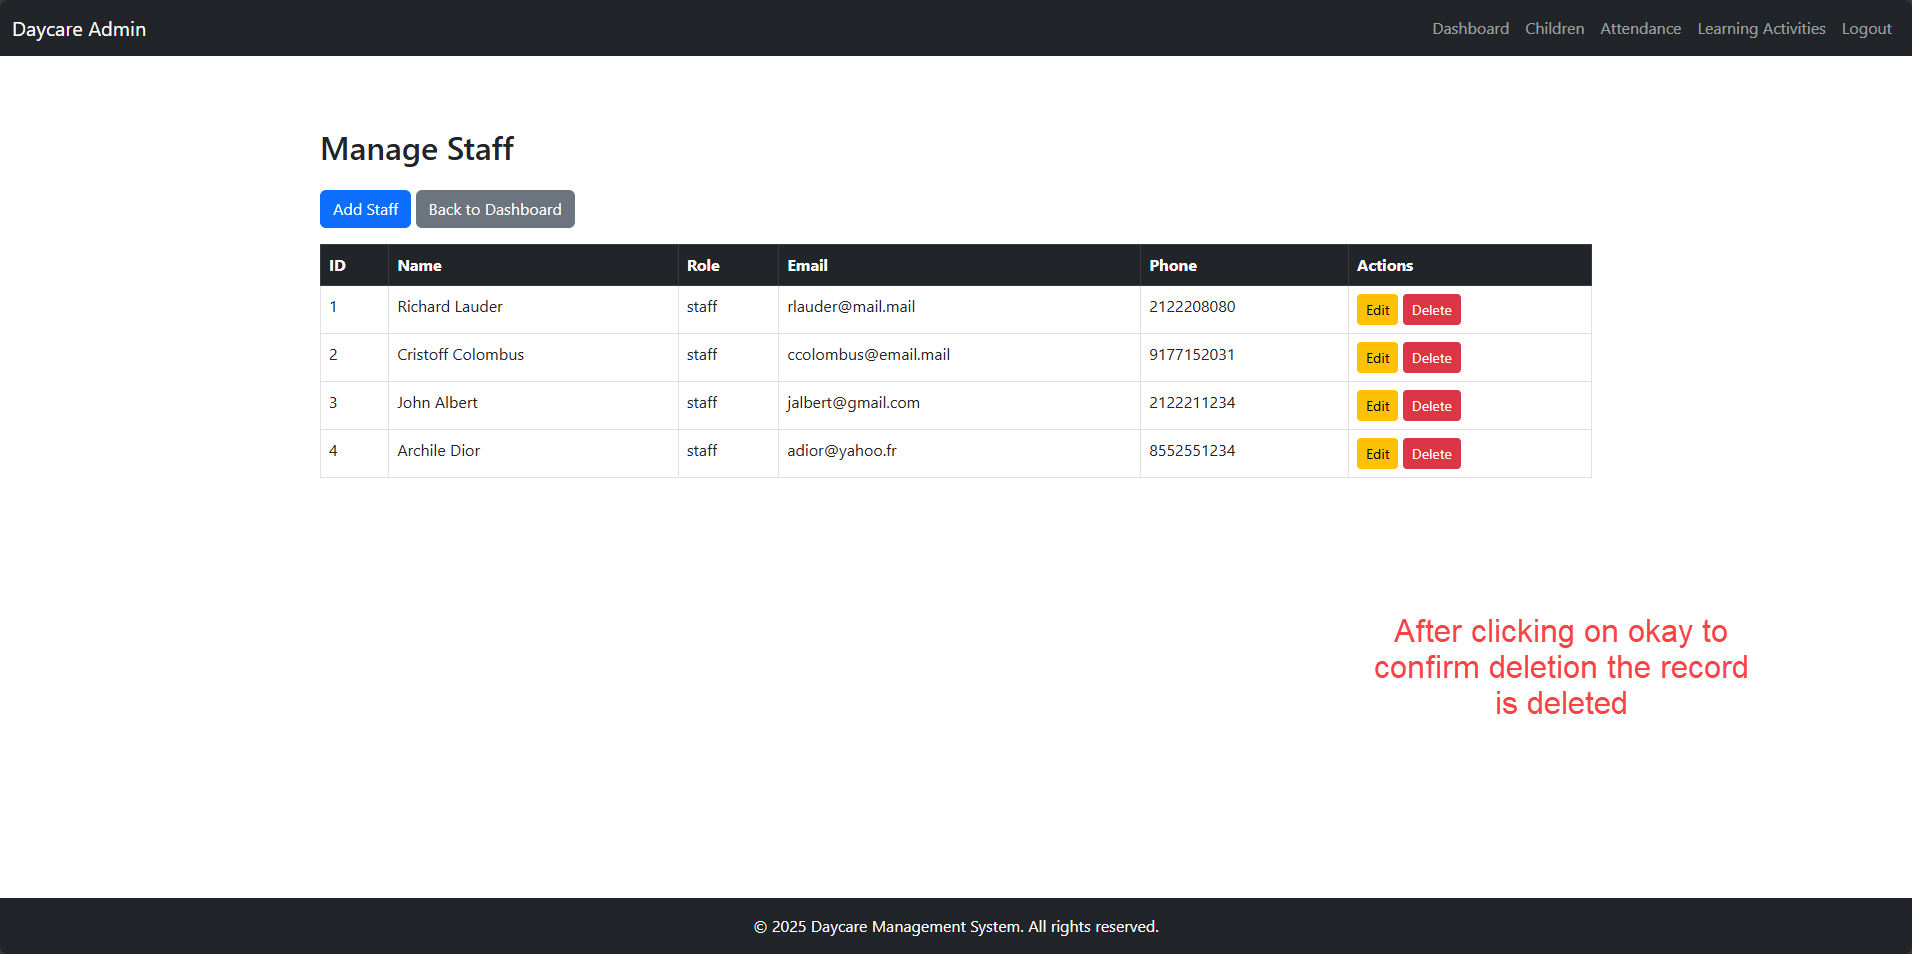 Daycare Admin Dashboard Children Attendance Learning Activities Logout
Manage Staff
Add Staff Back to Dashboard
ID Name Role Email Phone Actions
1 Richard Lauder staff rlauder@mail.mail 2122208080 Edit Delete
2 Cristoff Colombus staff ccolombus@email.mail 9177152031 Edit Delete
3 John Albert staff jalbert@gmail.com 2122211234 Edit Delete
4 Archile Dior staff adior@yahoo.fr 8552551234 Edit Delete
After clicking on okay to
confirm deletion the record
is deleted
© 2025 Daycare Management System. All rights reserved.